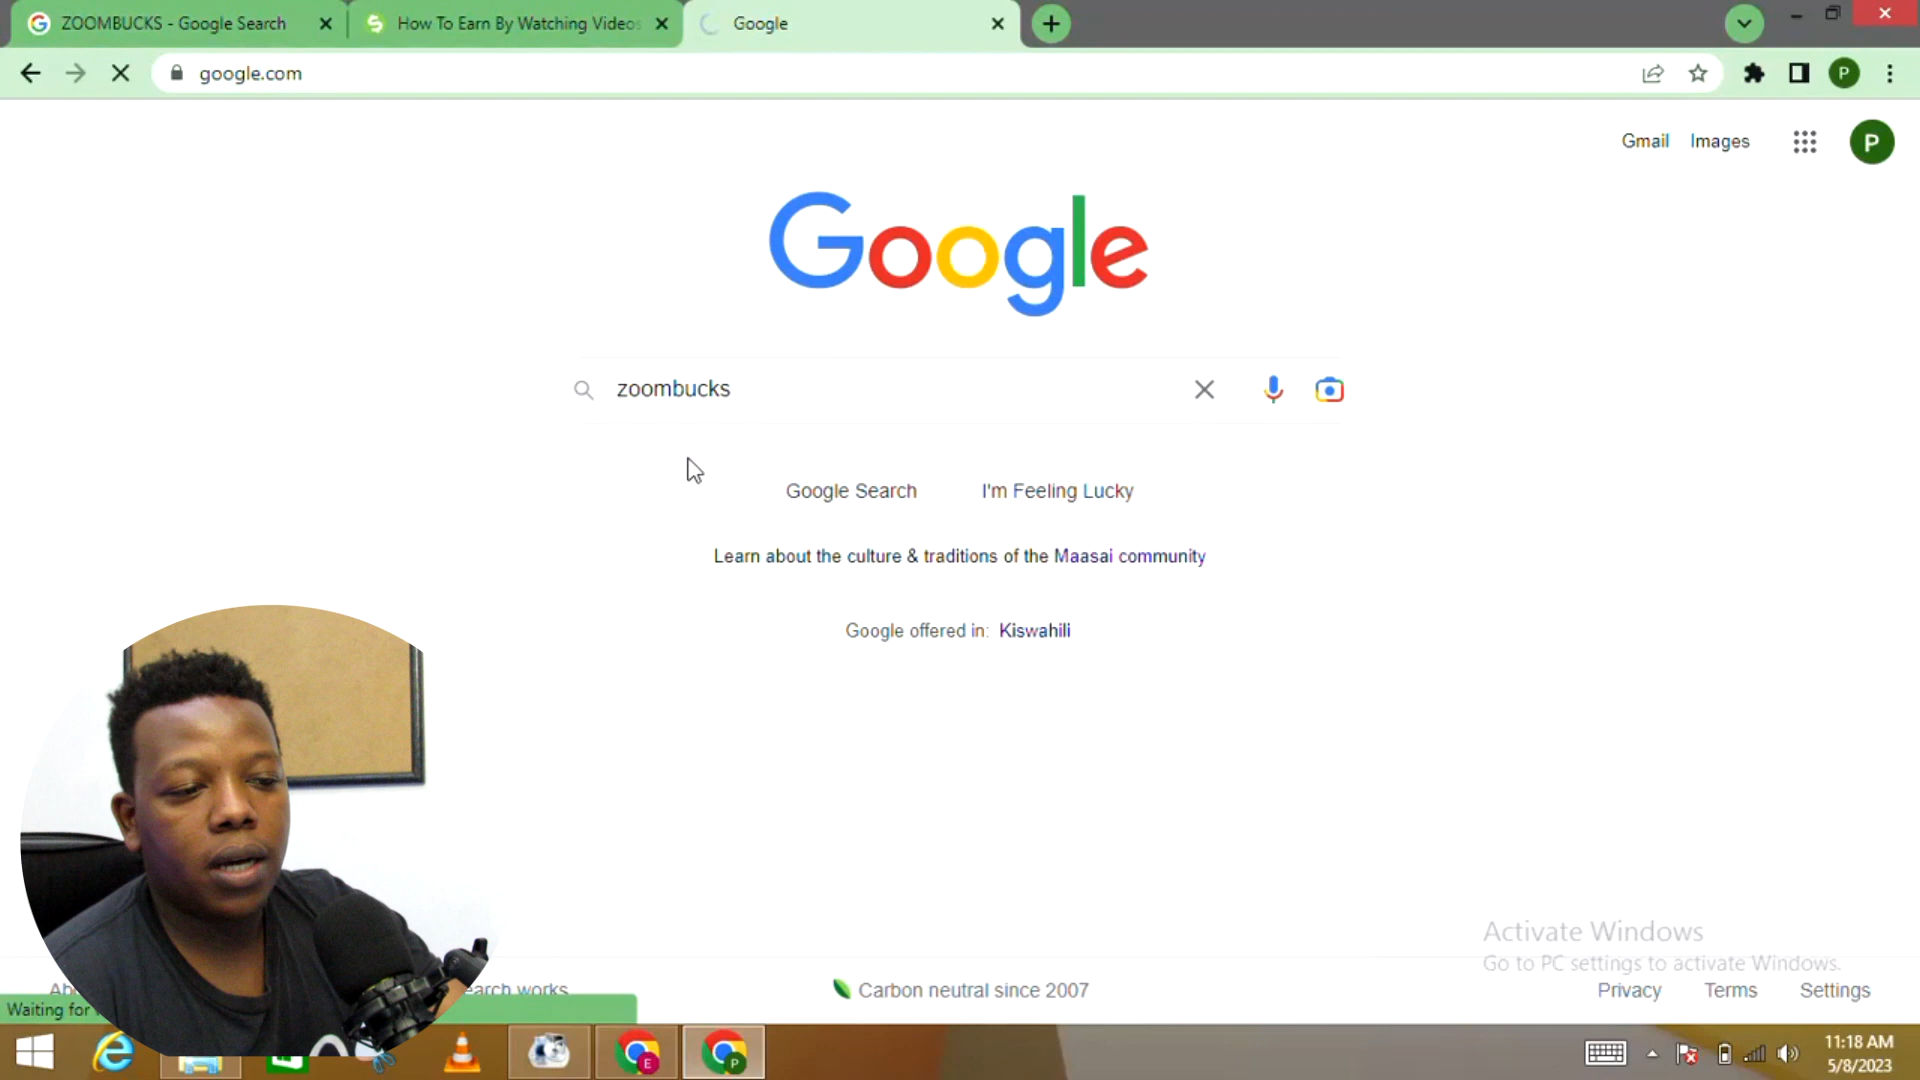 ZOOMBUCKS - Google Search
How To Earn By Watching Videos
Google
google.com
P
Gmail
Images
P
Google
zoombucks
Google Search
I'm Feeling Lucky
Learn about the culture & traditions of the Maasai community
Google offered in: Kiswahili
Activate Windows
Go to PC settings to activate Windows.
earch works
Carbon neutral since 2007
Privacy
Terms
Settings
Waiting for
E
P
11:18 AM
5/8/2023